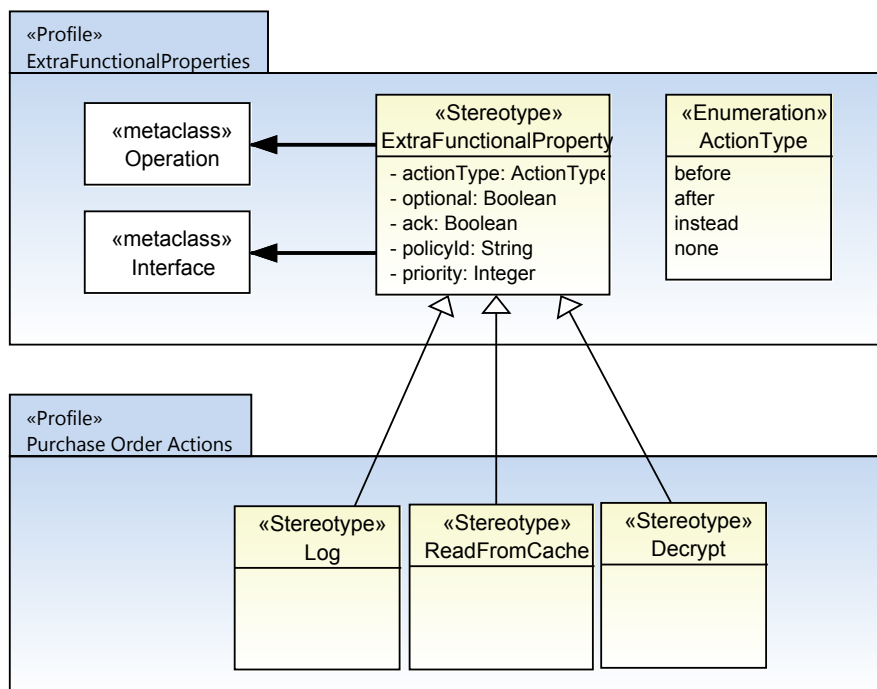 «Profile»
ExtraFunctionalProperties
«metaclass»
Operation
«metaclass»
Interface
«Stereotype»
ExtraFunctionalProperty
- actionType: ActionType
- optional: Boolean
- ack: Boolean
- policyId: String
- priority: Integer
«Enumeration»
ActionType
before
after
instead
none
«Profile»
Purchase Order Actions
«Stereotype»
Log
«Stereotype»
ReadFromCache
«Stereotype»
Decrypt